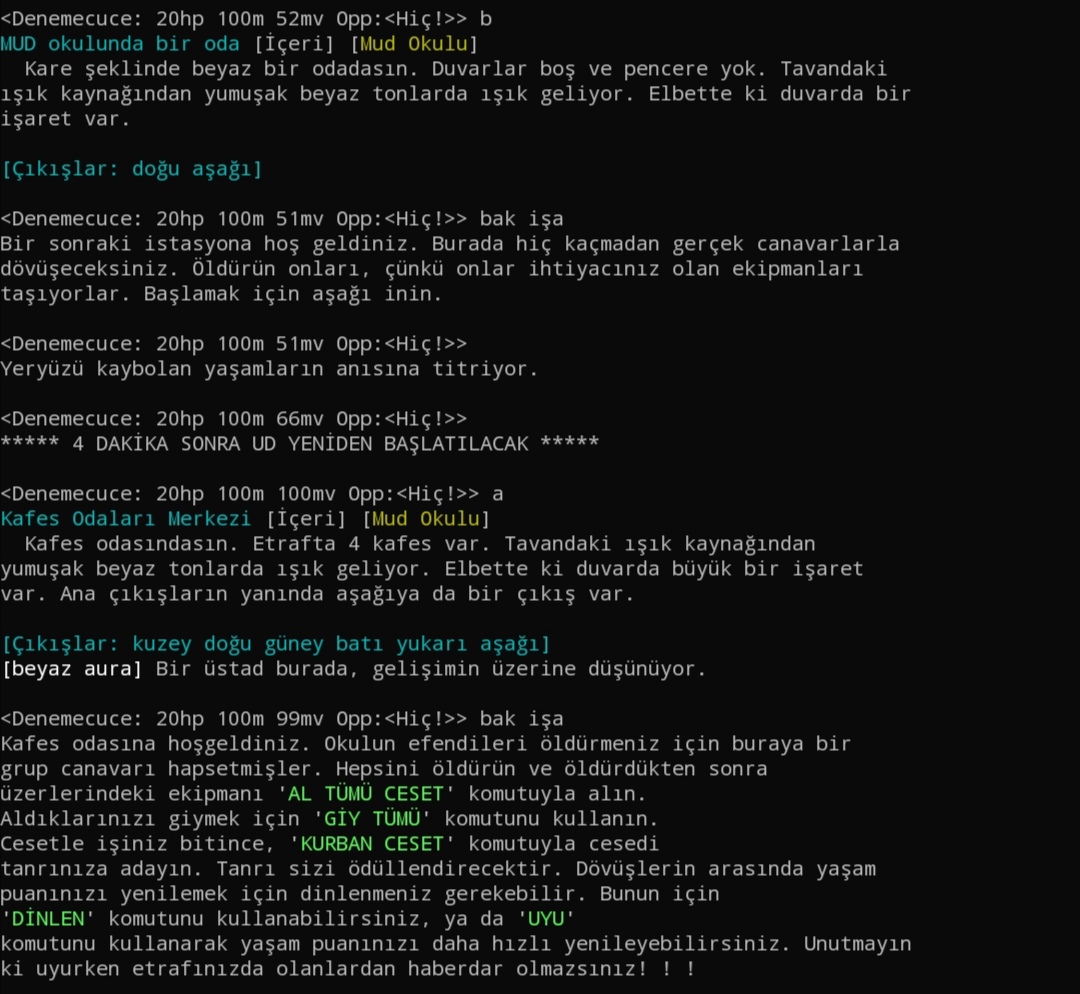 <Denemecuce: 20hp 100m 52mv Opp:<Hiç!>> b
MUD okulunda bir oda [İçeri] [Mud Okulu]
Kare şeklinde beyaz bir odadasın. Duvarlar boş ve pencere yok. Tavandaki
ışık kaynağından yumuşak beyaz tonlarda ışık geliyor. Elbette ki duvarda bir
işaret var.
[Çıkışlar: doğu aşağı]
<Denemecuce: 20hp 100m 51mv Opp:<Hiç!>> bak işa
Bir sonraki istasyona hoş geldiniz. Burada hiç kaçmadan gerçek canavarlarla
dövüşeceksiniz. Öldürün onları, çünkü onlar ihtiyacınız olan ekipmanları
taşıyorlar. Başlamak için aşağı inin.
<Denemecuce: 20hp 100m 51mv Opp:<Hiç!>>
Yeryüzü kaybolan yaşamların anısına titriyor.
<Denemecuce: 20hp 100m 66mv Opp:<Hiç!>>
***** 4 DAKİKA SONRA UD YENİDEN BAŞLATILACAK *****
<Denemecuce: 20hp 100m 100mv Opp:<Hiç!>> a
Kafes Odaları Merkezi [İçeri] [Mud Okulu]
Kafes odasındasın. Etrafta 4 kafes var. Tavandaki ışık kaynağından
yumuşak beyaz tonlarda ışık geliyor. Elbette ki duvarda büyük bir işaret
var. Ana çıkışların yanında aşağıya da bir çıkış var.
[Çıkışlar: kuzey doğu güney batı yukarı aşağı]
[beyaz aura] Bir üstad burada, gelişimin üzerine düşünüyor.
<Denemecuce: 20hp 100m 99mv Opp:<Hiç!>> bak işa
Kafes odasına hoşgeldiniz. Okulun efendileri öldürmeniz için buraya bir
grup canavarı hapsetmişler. Hepsini öldürün ve öldürdükten sonra
üzerlerindeki ekipmanı 'AL TÜMÜ CESET' komutuyla alın.
Aldıklarınızı giymek için 'GİY TÜMÜ' komutunu kullanın.
Cesetle işiniz bitince, 'KURBAN CESET' komutuyla cesedi
tanrınıza adayın. Tanrı sizi ödüllendirecektir. Dövüşlerin arasında yaşam
puanınızı yenilemek için dinlenmeniz gerekebilir. Bunun için
'DİNLEN' komutunu kullanabilirsiniz, ya da 'UYU'
komutunu kullanarak yaşam puanınızı daha hızlı yenileyebilirsiniz. Unutmayın
ki uyurken etrafınızda olanlardan haberdar olmazsınız! ! !